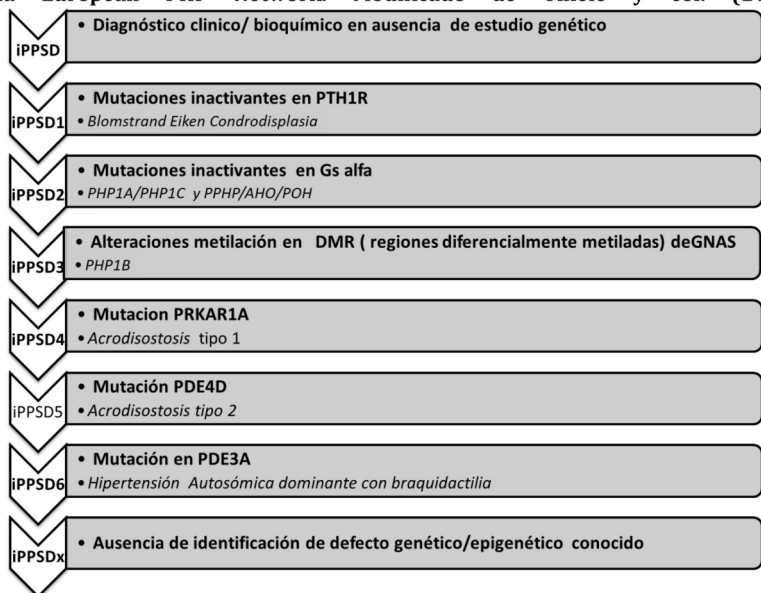 European
iPPSD
• Diagnóstico clinico/ bioquímico en ausencia de estudio genético
iPPSD1
• Mutaciones inactivantes en PTH1R
• Blomstrand Eiken Condrodisplasia
iPPSD2
• Mutaciones inactivantes en Gs alfa
• PHP1A/PHP1C y PPHP/AHO/POH
iPPSD3
• Alteraciones metilación en DMR ( regiones diferencialmente metiladas) deGNAS
• PHP1B
iPPSD4
• Mutacion PRKAR1A
• Acrodisostosis tipo 1
iPPSD5
• Mutación PDE4D
• Acrodisostosis tipo 2
iPPSD6
• Mutación en PDE3A
• Hipertensión Autosómica dominante con braquidactilia
iPPSDx
• Ausencia de identificación de defecto genético/epigenético conocido